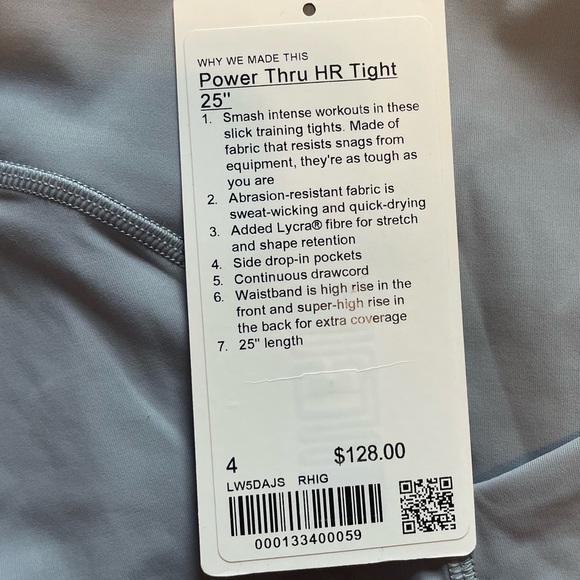 WHY WE MADE THIS
Power Thru HR Tight
25"
1. Smash intense workouts in these
slick training tights. Made of
fabric that resists snags from
equipment, they're as tough as
you are
2. Abrasion-resistant fabric is
sweat-wicking and quick-drying
3. Added Lycra® fibre for stretch
and shape retention
4. Side drop-in pockets
5. Continuous drawcord
6. Waistband is high rise in the
front and super-high rise in
the back for extra coverage
7. 25" length
4 $128.00
LW5DAJS RHIG
000133400059